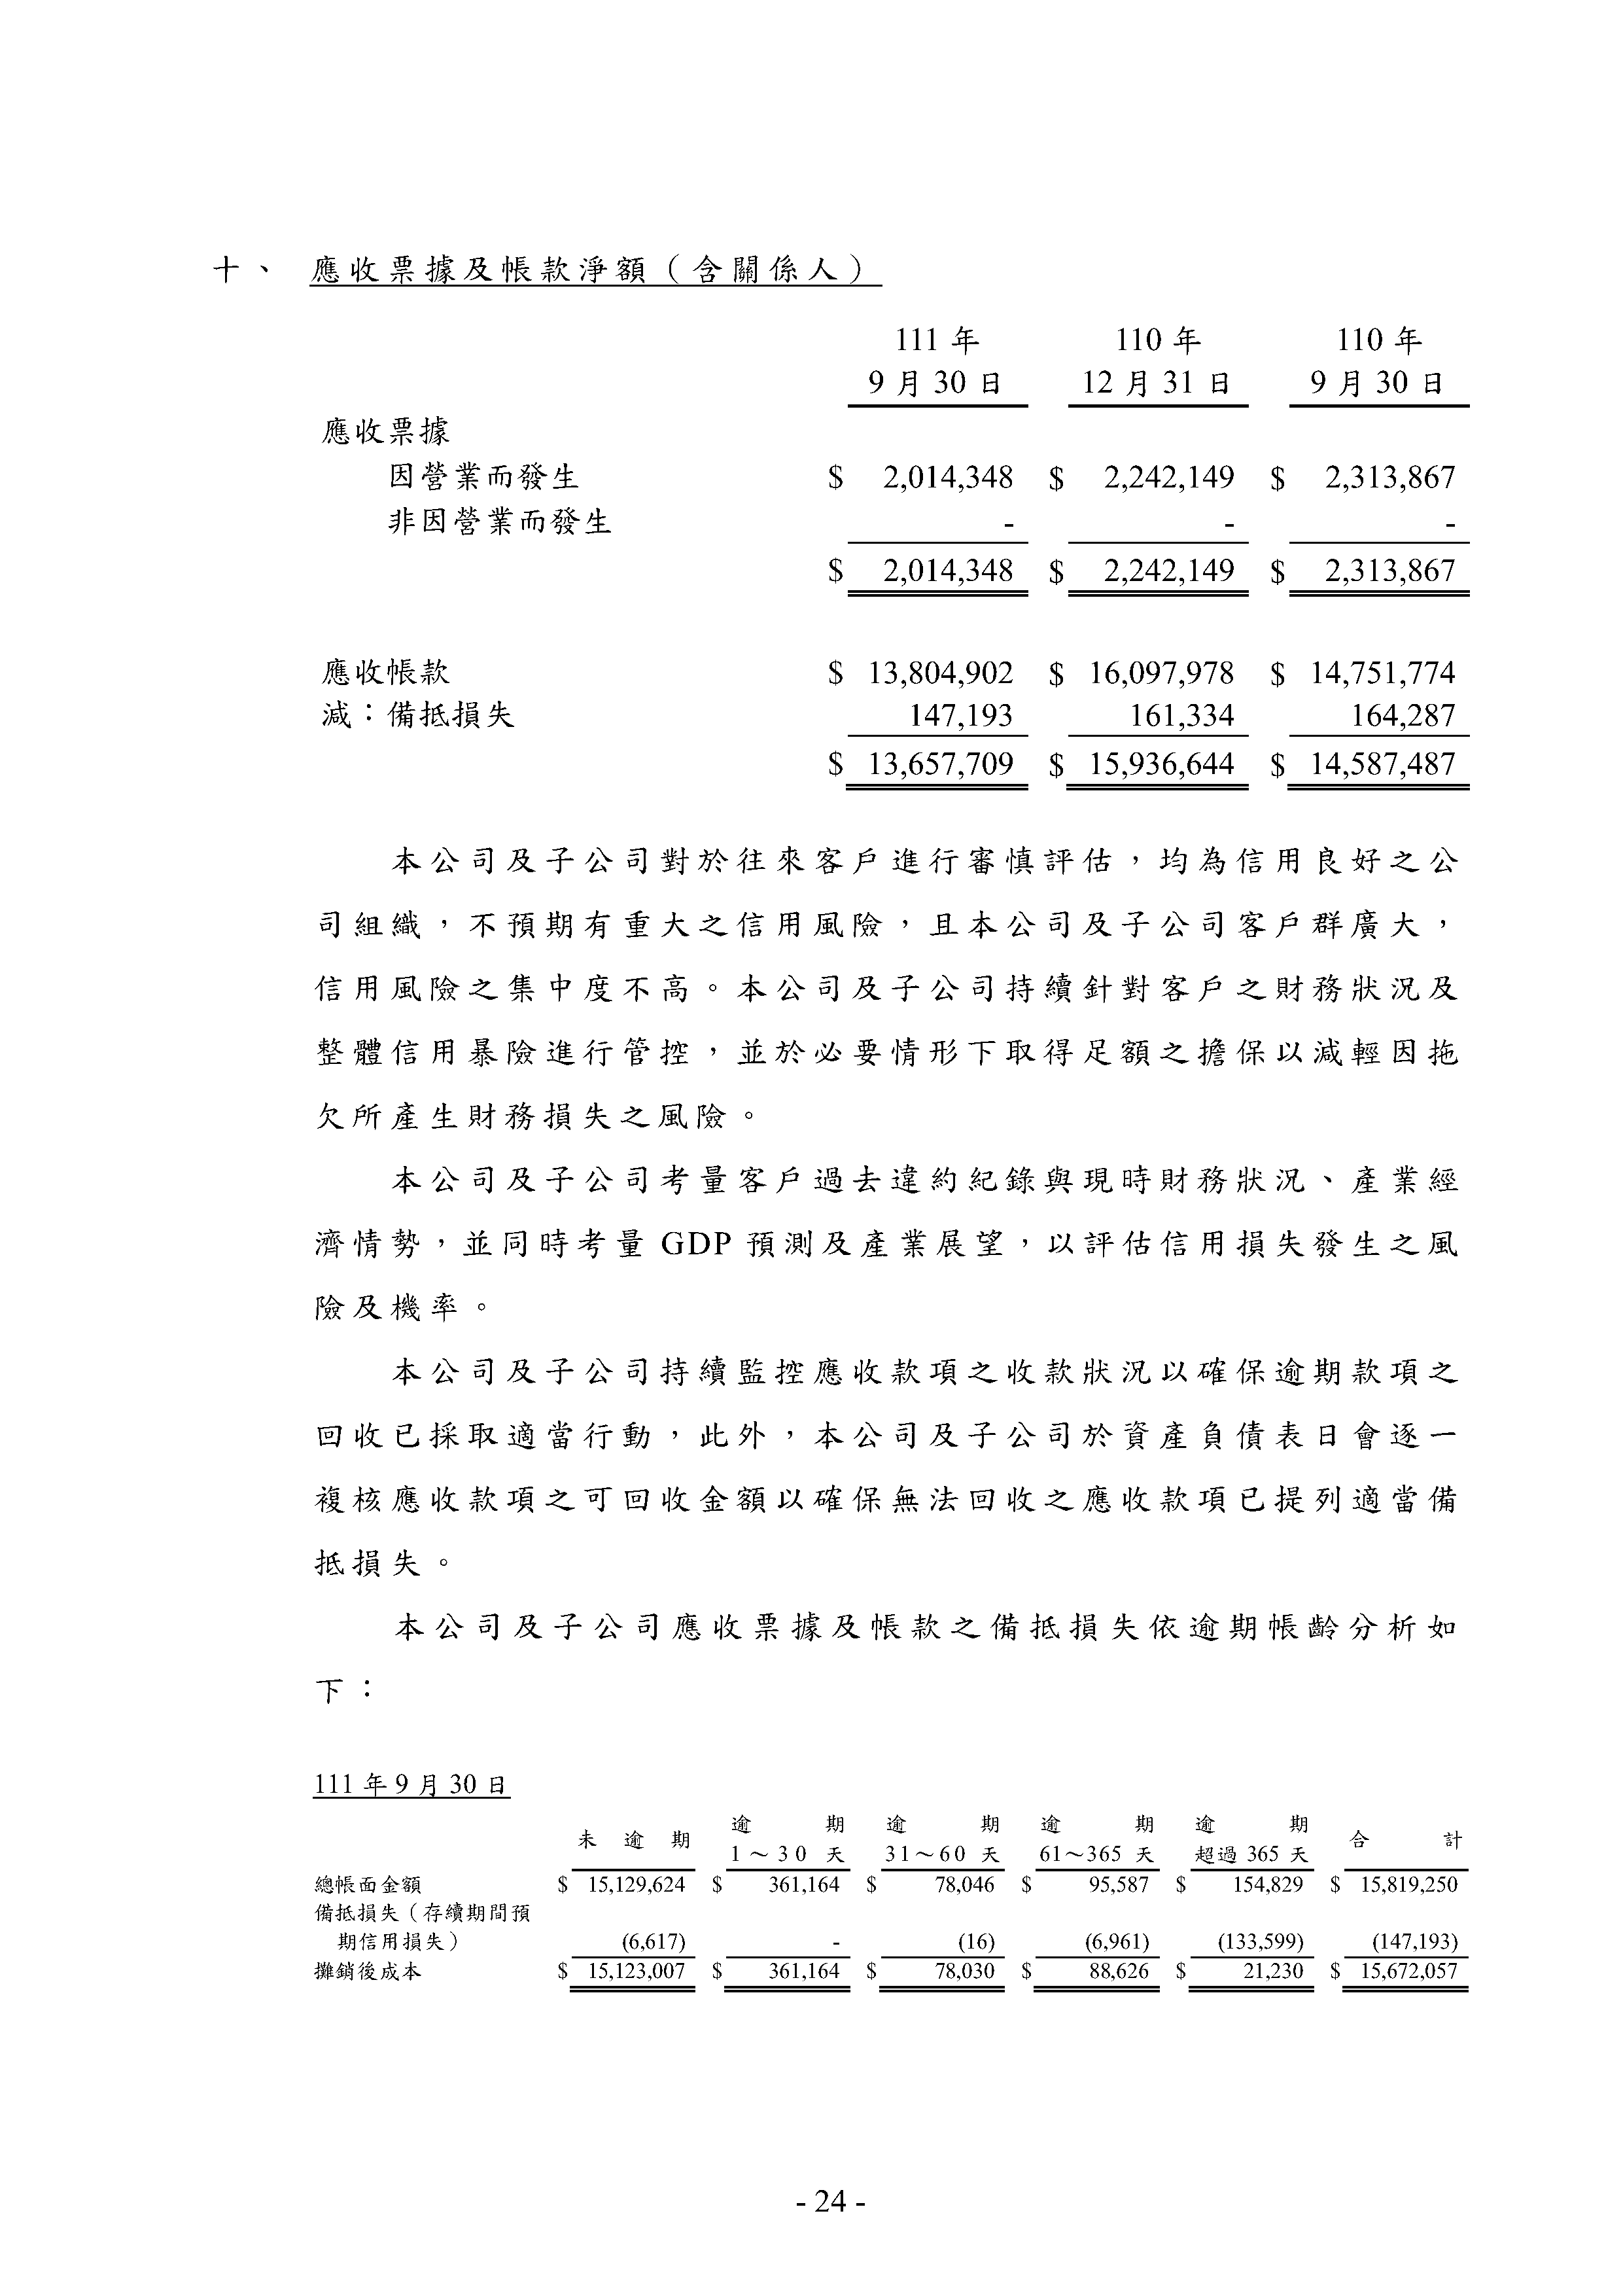 十、 應收票據及帳款淨額（含關係人）
111 年 110 年 110 年
9 月 30 日 12 月 31 日 9 月 30 日
應收票據
因營業而發生 $ 2,014,348 $ 2,242,149 $ 2,313,867
非因營業而發生 - - -
$ 2,014,348 $ 2,242,149 $ 2,313,867
應收帳款 $ 13,804,902 $ 16,097,978 $ 14,751,774
減：備抵損失 147,193 161,334 164,287
$ 13,657,709 $ 15,936,644 $ 14,587,487
本公司及子公司對於往來客戶進行審慎評估，均為信用良好之公
司組織，不預期有重大之信用風險，且本公司及子公司客戶群廣大，
信用風險之集中度不高。本公司及子公司持續針對客戶之財務狀況及
整體信用暴險進行管控，並於必要情形下取得足額之擔保以減輕因拖
欠所產生財務損失之風險。
本公司及子公司考量客戶過去違約紀錄與現時財務狀況、產業經
濟情勢，並同時考量 GDP 預測及產業展望，以評估信用損失發生之風
險及機率。
本公司及子公司持續監控應收款項之收款狀況以確保逾期款項之
回收已採取適當行動，此外，本公司及子公司於資產負債表日會逐一
複核應收款項之可回收金額以確保無法回收之應收款項已提列適當備
抵損失。
本公司及子公司應收票據及帳款之備抵損失依逾期帳齡分析如
下：
111 年 9 月 30 日
未逾期 逾期 逾期 逾期 逾期 合計
1～30 天 31～60 天 61～365 天 超過 365 天
總帳面金額 $ 15,129,624 $ 361,164 $ 78,046 $ 95,587 $ 154,829 $ 15,819,250
備抵損失（存續期間預
期信用損失） (6,617) - (16) (6,961) (133,599) (147,193)
攤銷後成本 $ 15,123,007 $ 361,164 $ 78,030 $ 88,626 $ 21,230 $ 15,672,057
- 24 -